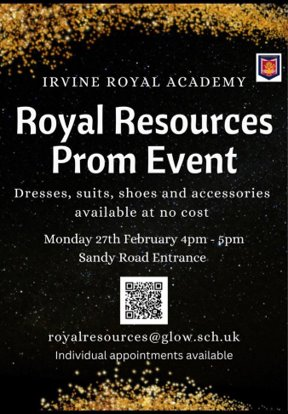 IRVINE ROYAL ACADEMY
Royal Resources
Prom Event
Dresses, suits, shoes and accessories
available at no cost
Monday 27th February 4pm - 5pm
Sandy Road Entrance
royalresources@glow.sch.uk
Individual appointments available